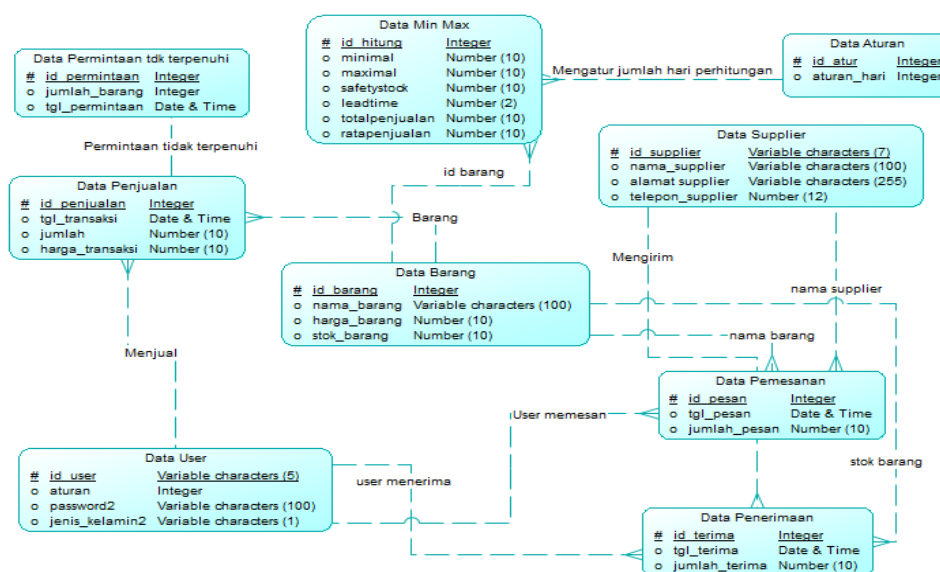 Data Permintaan tdk terpenuhi
# id_permintaan Integer
o jumlah_barang Integer
o tgl_permintaan Date & Time
Data Min Max
# id_hitung Integer
o minimal Number (10)
o maximal Number (10)
o safetystock Number (10)
o leadtime Number (2)
o totalpenjualan Number (10)
o ratapenjualan Number (10)
Mengatur jumlah hari perhitungan
Data Aturan
# id_atur Integer
o aturan_hari Integer
Permintaan tidak terpenuhi
id barang
Data Supplier
# id_supplier Variable characters (7)
o nama_supplier Variable characters (100)
o alamat supplier Variable characters (255)
o telepon_supplier Number (12)
Data Penjualan
# id_penjualan Integer
o tgl_transaksi Date & Time
o jumlah Number (10)
o harga_transaksi Number (10)
Barang
Mengirim
nama supplier
Data Barang
# id_barang Integer
o nama_barang Variable characters (100)
o harga_barang Number (10)
o stok_barang Number (10)
nama barang
Menjual
Data Pemesanan
# id_pesan Integer
o tgl_pesan Date & Time
o jumlah_pesan Number (10)
User memesan
stok barang
Data User
# id_user Variable characters (5)
o aturan Integer
o password2 Variable characters (100)
o jenis_kelamin2 Variable characters (1)
user menerima
Data Penerimaan
# id_terima Integer
o tgl_terima Date & Time
o jumlah_terima Number (10)